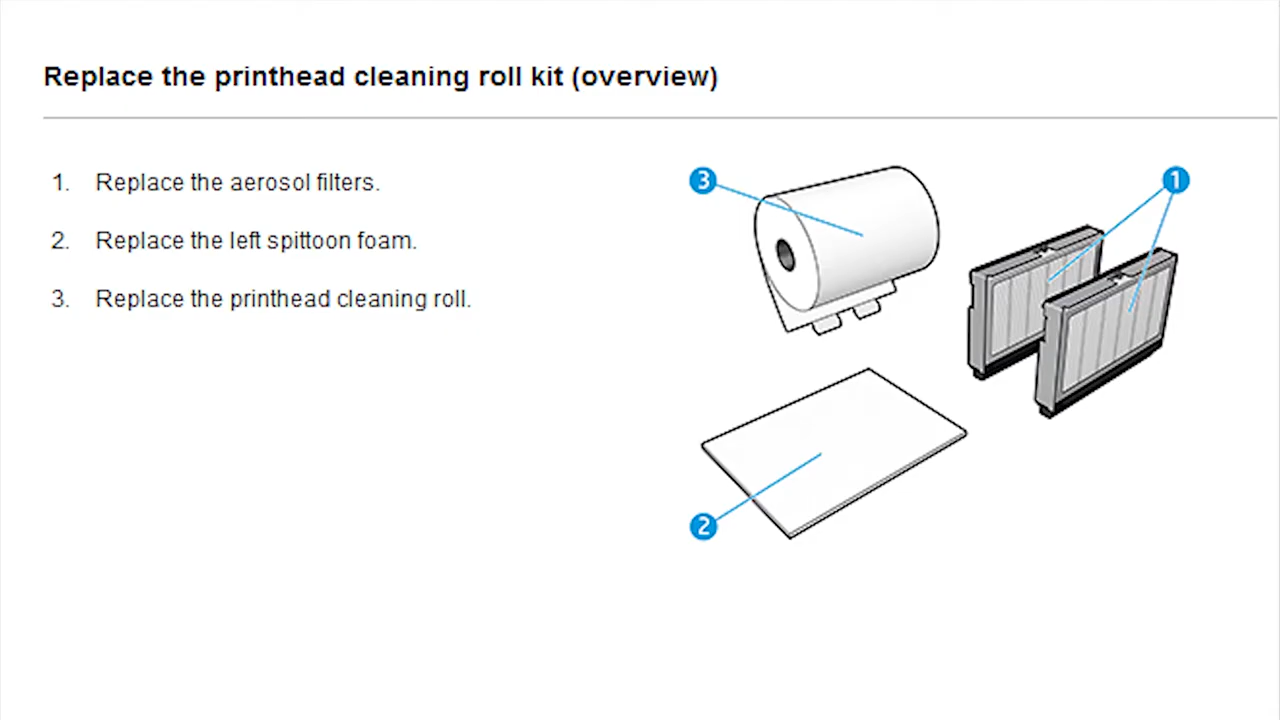 Replace the printhead cleaning roll kit (overview)
1. Replace the aerosol filters.
2. Replace the left spittoon foam.
3. Replace the printhead cleaning roll.
3
1
2